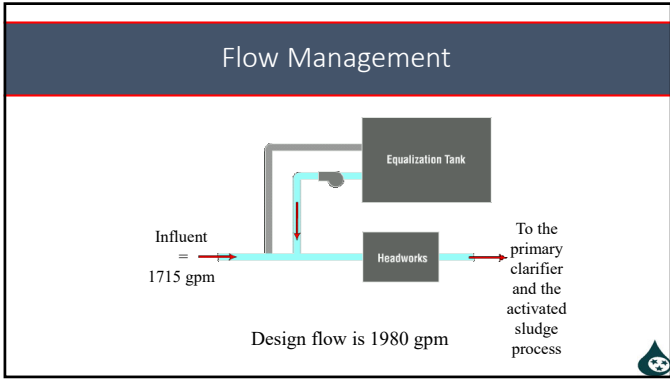 Flow Management
Equalization Tank
Influent
=
1715 gpm
Headworks
To the
primary
clarifier
and the
activated
sludge
process
Design flow is 1980 gpm